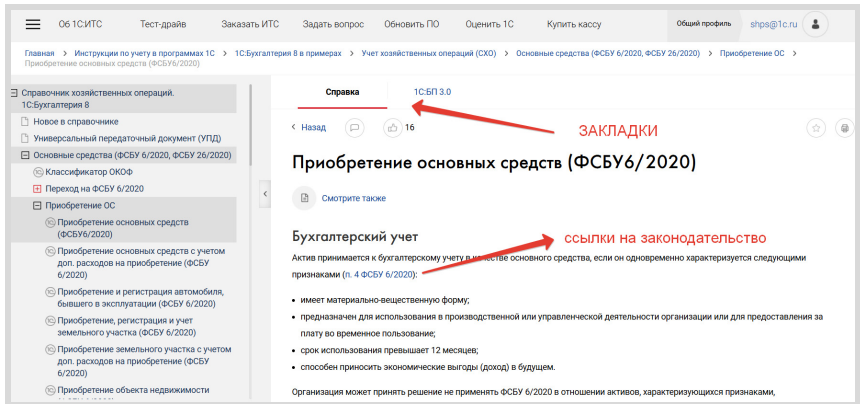 Об 1С:ИТС Тест-драйв Заказать ИТС Задать вопрос Обновить ПО Оценить 1С Купить кассу Общий профиль shps@1c.ru
Главная > Инструкции по учету в программах 1С > 1С:Бухгалтерия 8 в примерах > Учет хозяйственных операций (СХО) > Основные средства (ФСБУ 6/2020, ФСБУ 26/2020) > Приобретение ОС >
Приобретение основных средств (ФСБУ6/2020)
Справочник хозяйственных операций.
1С:Бухгалтерия 8
Новое в справочнике
Универсальный передаточный документ (УПД)
Основные средства (ФСБУ 6/2020, ФСБУ 26/2020)
Классификатор ОКОФ
Переход на ФСБУ 6/2020
Приобретение ОС
Приобретение основных средств
(ФСБУ6/2020)
Приобретение основных средств с учетом
доп. расходов на приобретение (ФСБУ
6/2020)
Приобретение и регистрация автомобиля,
бывшего в эксплуатации (ФСБУ 6/2020)
Приобретение, регистрация и учет
земельного участка (ФСБУ 6/2020)
Приобретение земельного участка с учетом
доп. расходов на приобретение (ФСБУ
6/2020)
Приобретение объекта недвижимости
Справка 1С:БП 3.0
< Назад 16
ЗАКЛАДКИ
Приобретение основных средств (ФСБУ6/2020)
Смотрите также
Бухгалтерский учет
ссылки на законодательство
Актив принимается к бухгалтерскому учету в качестве основного средства, если он одновременно характеризуется следующими
признаками (п. 4 ФСБУ 6/2020):
• имеет материально-вещественную форму;
• предназначен для использования в производственной или управленческой деятельности организации или для предоставления за
плату во временное пользование;
• срок использования превышает 12 месяцев;
• способен приносить экономические выгоды (доход) в будущем.
Организация может принять решение не применять ФСБУ 6/2020 в отношении активов, характеризующихся признаками,